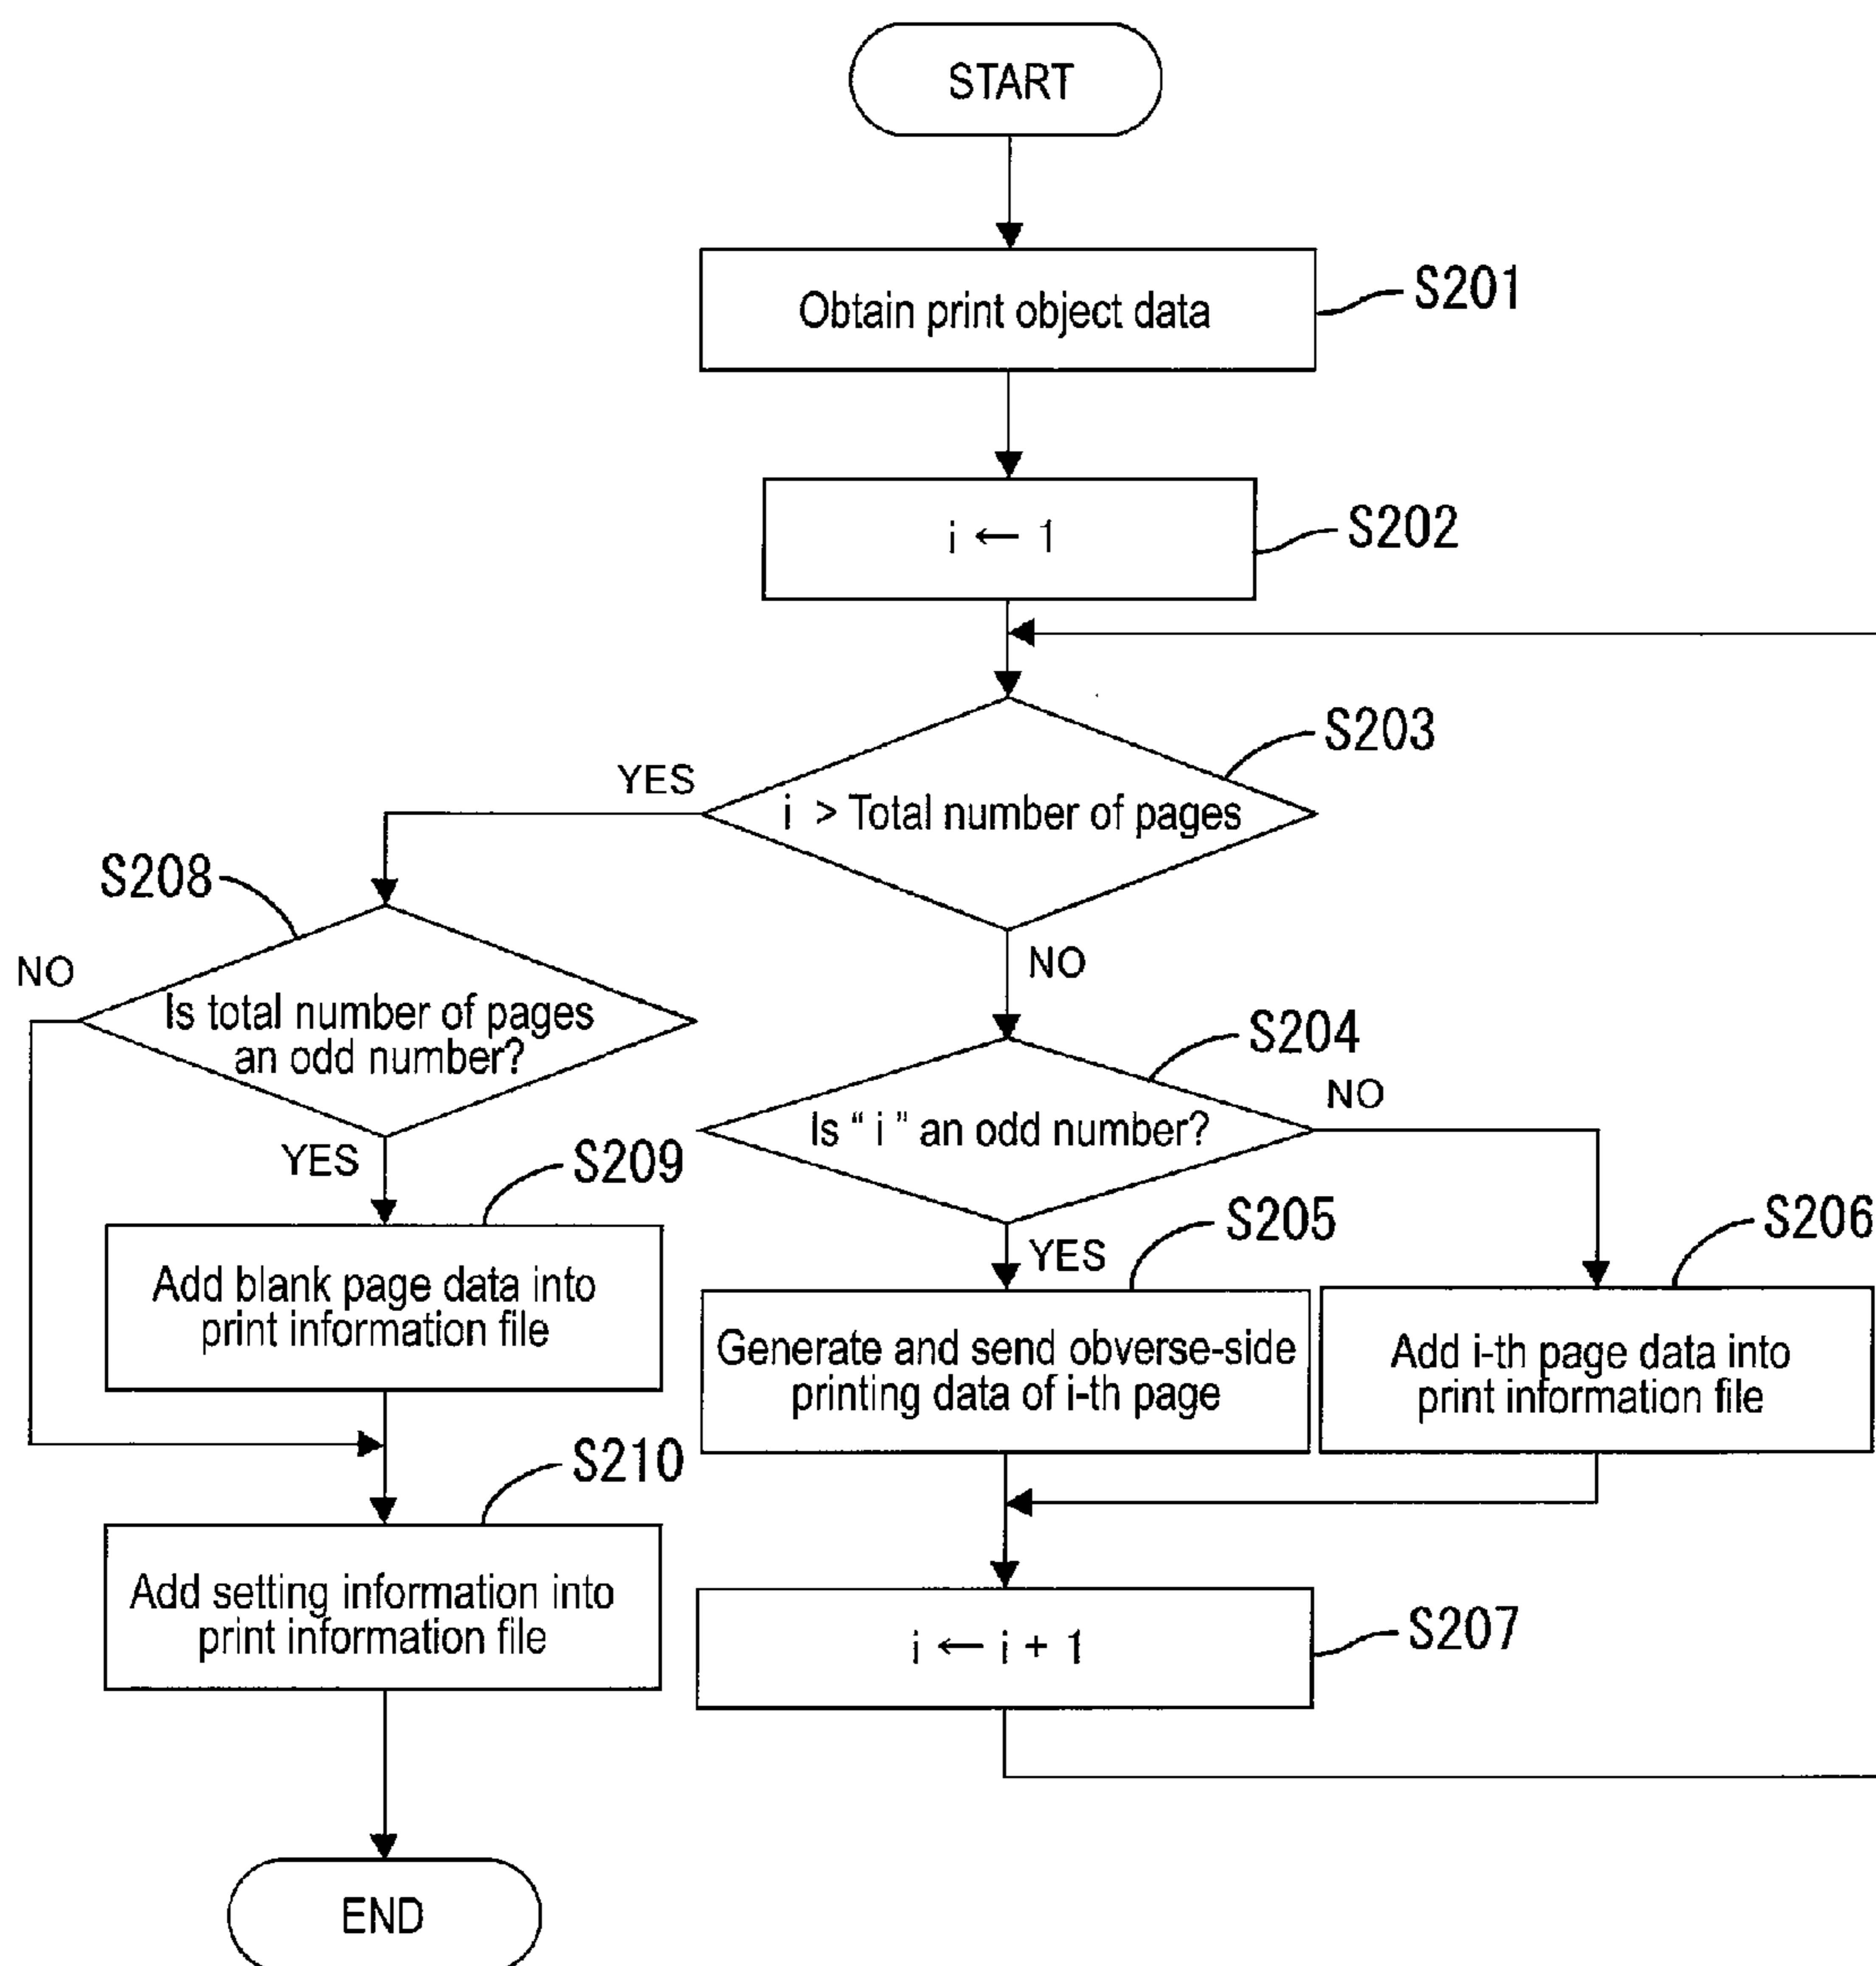 START
Obtain print object data
S201
i ← 1
S202
S203
YES
i > Total number of pages
S208
NO
NO
Is total number of pages
an odd number?
S204
Is “ i ” an odd number?
NO
YES
S209
S205
S206
YES
Add blank page data into
print information file
Generate and send obverse-side
printing data of i-th page
Add i-th page data into
print information file
S210
Add setting information into
print information file
i ← i + 1
S207
END